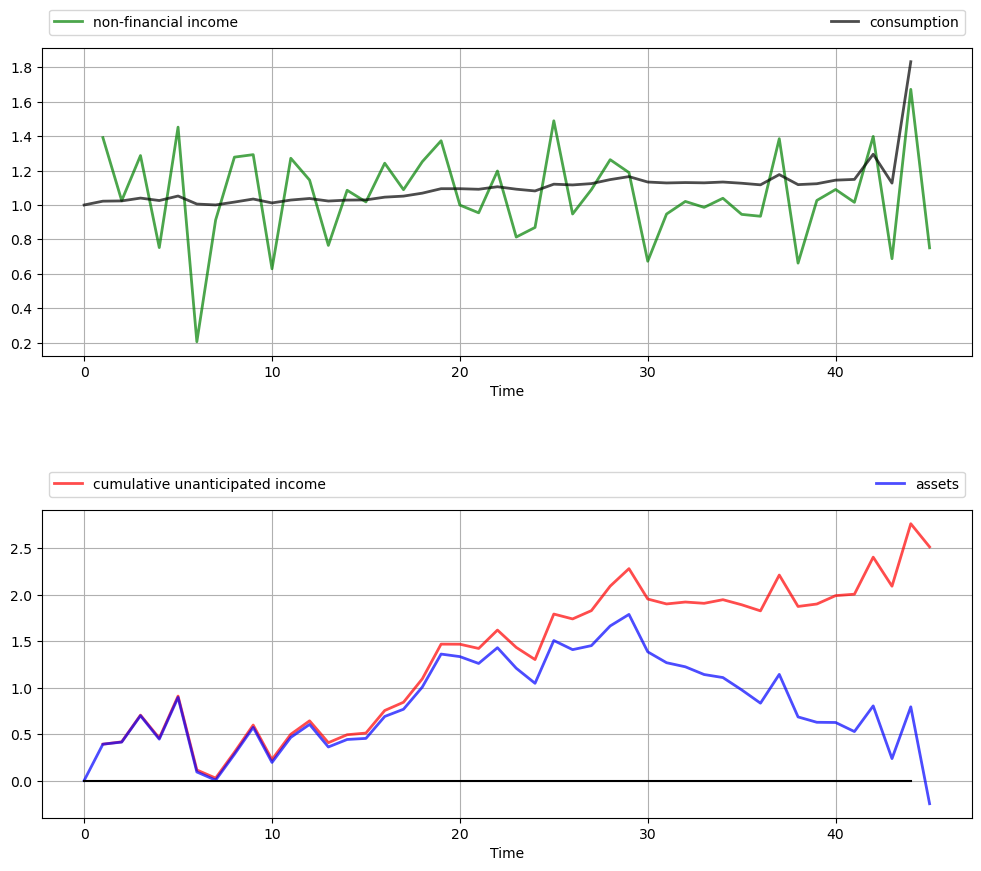 non-financial income consumption
1.8
1.6
1.4
1.2
1.0
0.8
0.6
0.4
0.2
0 10 20 30 40
Time
cumulative unanticipated income assets
2.5
2.0
1.5
1.0
0.5
0.0
0 10 20 30 40
Time